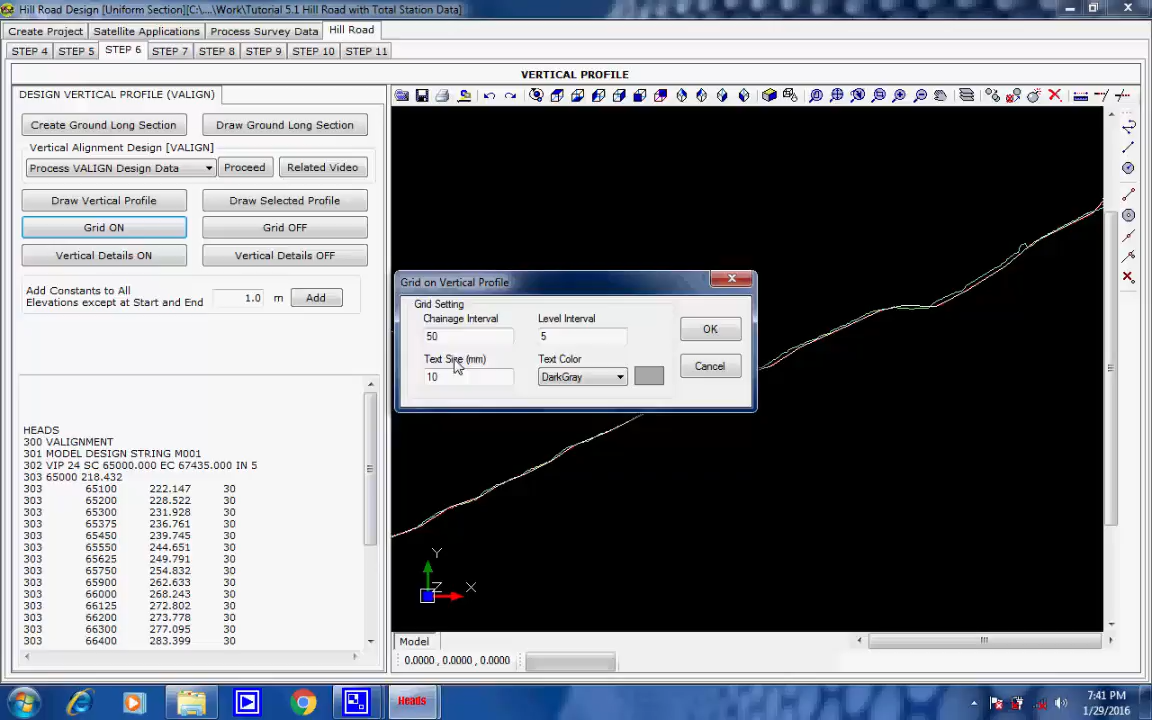 Hill Road Design [Uniform Section][C:\....\Work\Tutorial 5.1 Hill Road with Total Station Data]
Create Project Satellite Applications Process Survey Data Hill Road
STEP 4 STEP 5 STEP 6 STEP 7 STEP 8 STEP 9 STEP 10 STEP 11
VERTICAL PROFILE
DESIGN VERTICAL PROFILE (VALIGN)
Create Ground Long Section Draw Ground Long Section
Vertical Alignment Design [VALIGN]
Process VALIGN Design Data Proceed Related Video
Draw Vertical Profile Draw Selected Profile
Grid ON Grid OFF
Vertical Details ON Vertical Details OFF
Add Constants to All
Elevations except at Start and End 1.0 m Add
Grid on Vertical Profile
Grid Setting
Chainage Interval Level Interval
50 5 OK
Text Size (mm) Text Color
10 DarkGray Cancel
HEADS
300 VALIGNMENT
301 MODEL DESIGN STRING M001
302 VIP 24 SC 65000.000 EC 67435.000 IN 5
303 65000 218.432
303 65100 222.147 30
303 65200 228.522 30
303 65300 231.928 30
303 65375 236.761 30
303 65450 239.745 30
303 65550 244.651 30
303 65625 249.791 30
303 65750 254.832 30
303 65900 262.633 30
303 66000 268.243 30
303 66125 272.802 30
303 66200 273.778 30
303 66300 277.095 30
303 66400 283.399 30
Y
Z X
Model
0.0000 , 0.0000 , 0.0000
Heads
7:41 PM
1/29/2016